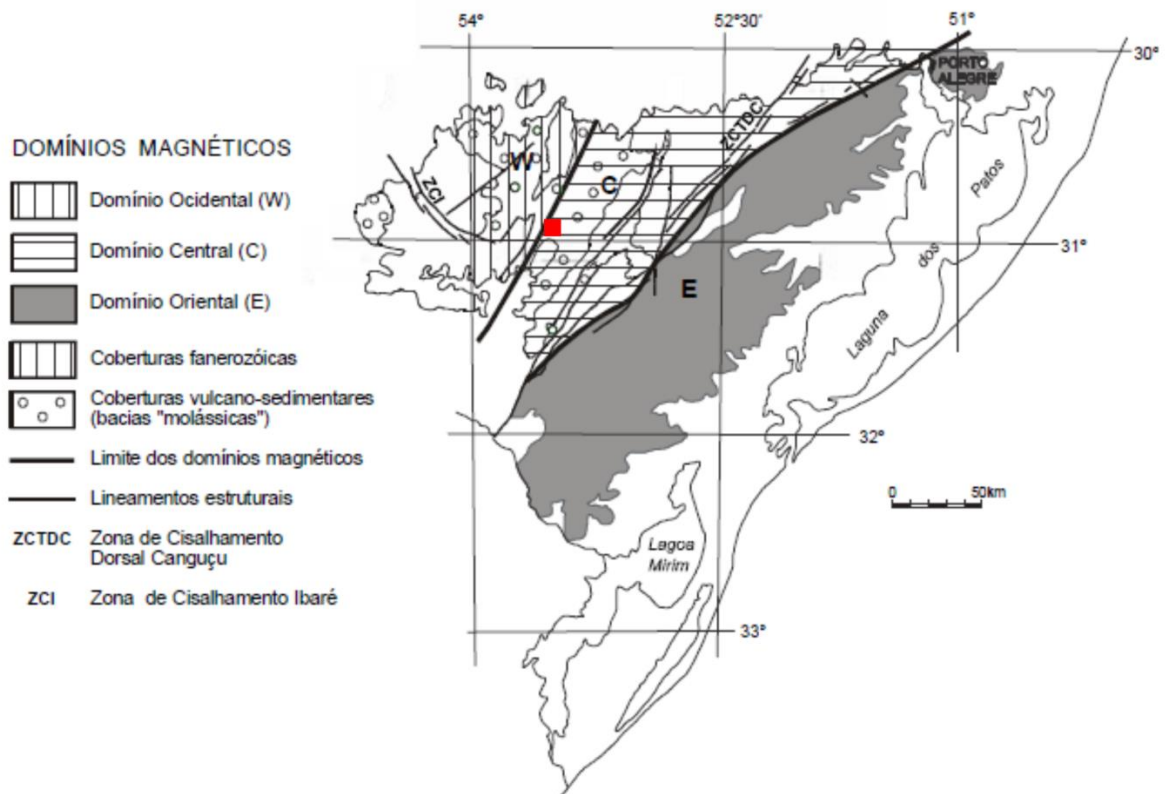 54°
52°30'
51°
30°
PORTO
ALEGRE
DOMÍNIOS MAGNÉTICOS
Domínio Ocidental (W)
Domínio Central (C)
Domínio Oriental (E)
Coberturas fanerozóicas
Coberturas vulcano-sedimentares
(bacias "molássicas")
Limite dos domínios magnéticos
Lineamentos estruturais
ZCTDC Zona de Cisalhamento
Dorsal Canguçu
ZCI Zona de Cisalhamento Ibaré
ZCTDC
W
C
ZCI
Patos
dos
Laguna
31°
E
32°
0 50km
Lagoa
Mirim
33°